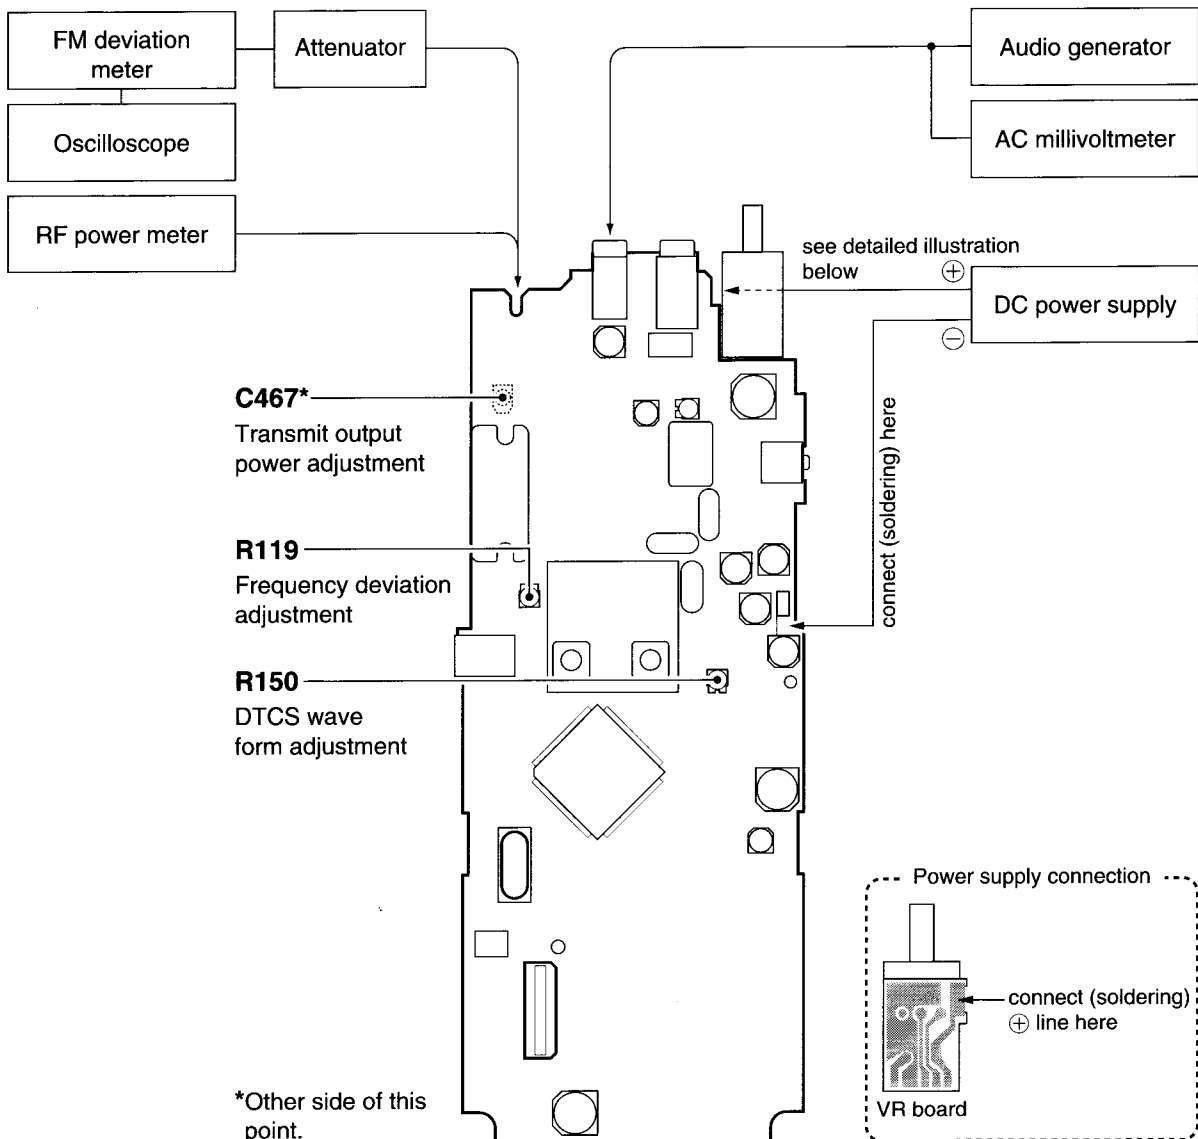 FM deviation
meter
Attenuator
Audio generator
Oscilloscope
AC millivoltmeter
RF power meter
see detailed illustration
below
⊕
DC power supply
⊖
connect (soldering) here
C467*
Transmit output
power adjustment
R119
Frequency deviation
adjustment
R150
DTCS wave
form adjustment
Power supply connection
connect (soldering)
⊕ line here
VR board
*Other side of this
point.